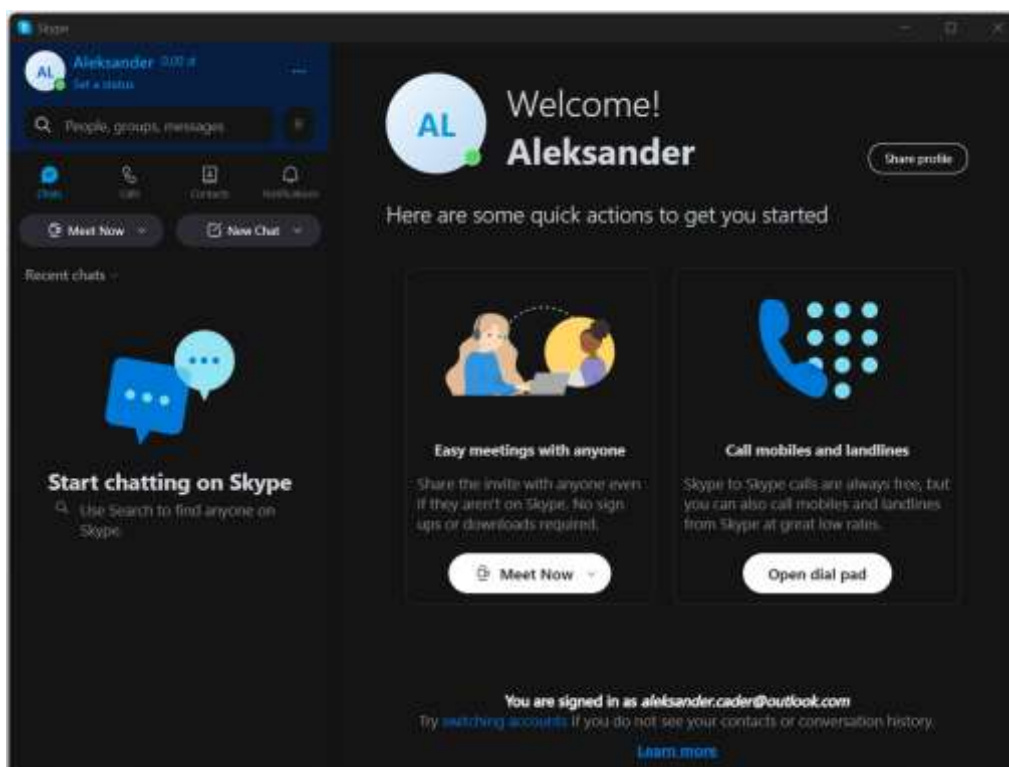 Skype
AL
Aleksander 0,00 zł
Set a status
People, groups, messages
Chats
Calls
Contacts
Notifications
Meet Now
New Chat
Recent chats
Start chatting on Skype
Use Search to find anyone on
Skype.
AL
Welcome!
Aleksander
Share profile
Here are some quick actions to get you started
Easy meetings with anyone
Share the invite with anyone even
if they aren't on Skype. No sign
ups or downloads required.
Meet Now
Call mobiles and landlines
Skype to Skype calls are always free, but
you can also call mobiles and landlines
from Skype at great low rates.
Open dial pad
You are signed in as aleksander.cader@outlook.com
Try switching accounts if you do not see your contacts or conversation history.
Learn more